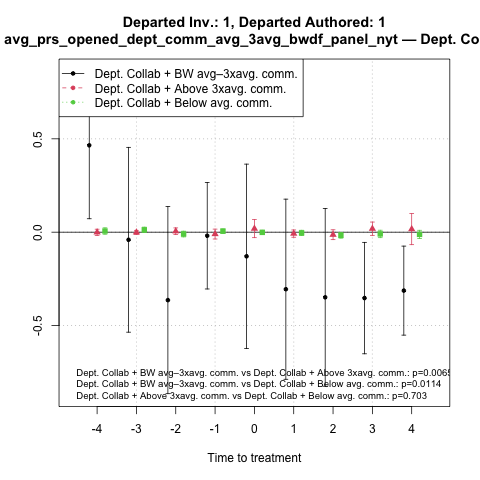 Departed Inv.: 1, Departed Authored: 1
avg_prs_opened_dept_comm_avg_3avg_bwdf_panel_nyt — Dept. Co
Dept. Collab + BW avg–3xavg. comm.
Dept. Collab + Above 3xavg. comm.
Dept. Collab + Below avg. comm.
0.5
0.0
-0.5
Dept. Collab + BW avg–3xavg. comm. vs Dept. Collab + Above 3xavg. comm.: p=0.0065
Dept. Collab + BW avg–3xavg. comm. vs Dept. Collab + Below avg. comm.: p=0.0114
Dept. Collab + Above 3xavg. comm. vs Dept. Collab + Below avg. comm.: p=0.703
-4 -3 -2 -1 0 1 2 3 4
Time to treatment